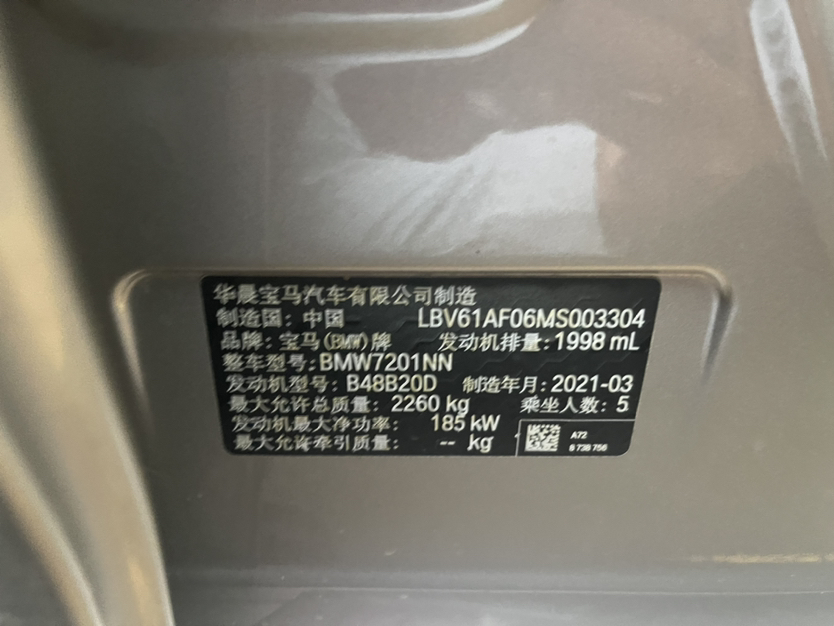 华晨宝马汽车有限公司制造
制造国: 中国 LBV61AF06MS003304
品牌: 宝马(BMW)牌 发动机排量:1998 mL
整车型号:BMW7201NN
发动机型号: B48B20D 制造年月:2021-03
最大允许总质量: 2260 kg 乘坐人数: 5
发动机最大净功率: 185 kW
最大允许牵引质量: -- kg
A72
9 738 756